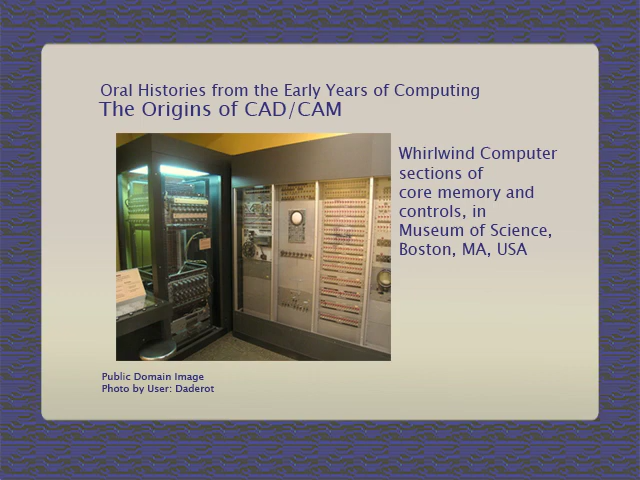 Oral Histories from the Early Years of Computing
The Origins of CAD/CAM
Whirlwind Computer
sections of
core memory and
controls, in
Museum of Science,
Boston, MA, USA
Public Domain Image
Photo by User: Daderot